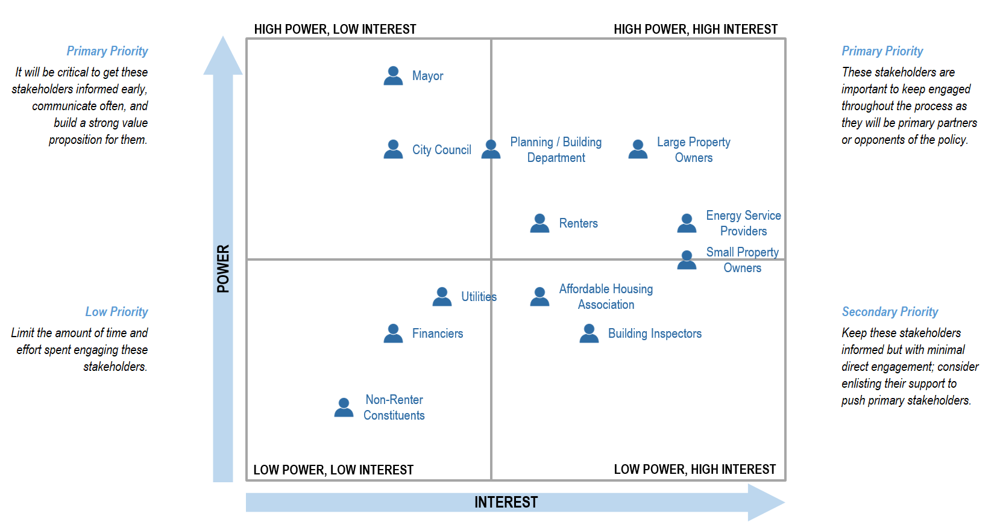 HIGH POWER, LOW INTEREST
HIGH POWER, HIGH INTEREST
Primary Priority
It will be critical to get these
stakeholders informed early,
communicate often, and
build a strong value
proposition for them.
Primary Priority
These stakeholders are
important to keep engaged
throughout the process as
they will be primary partners
or opponents of the policy.
Mayor
City Council
Planning / Building
Department
Large Property
Owners
Renters
Energy Service
Providers
Small Property
Owners
POWER
Low Priority
Limit the amount of time and
effort spent engaging these
stakeholders.
Utilities
Affordable Housing
Association
Financiers
Building Inspectors
Non-Renter
Constituents
Secondary Priority
Keep these stakeholders
informed but with minimal
direct engagement; consider
enlisting their support to
push primary stakeholders.
LOW POWER, LOW INTEREST
LOW POWER, HIGH INTEREST
INTEREST